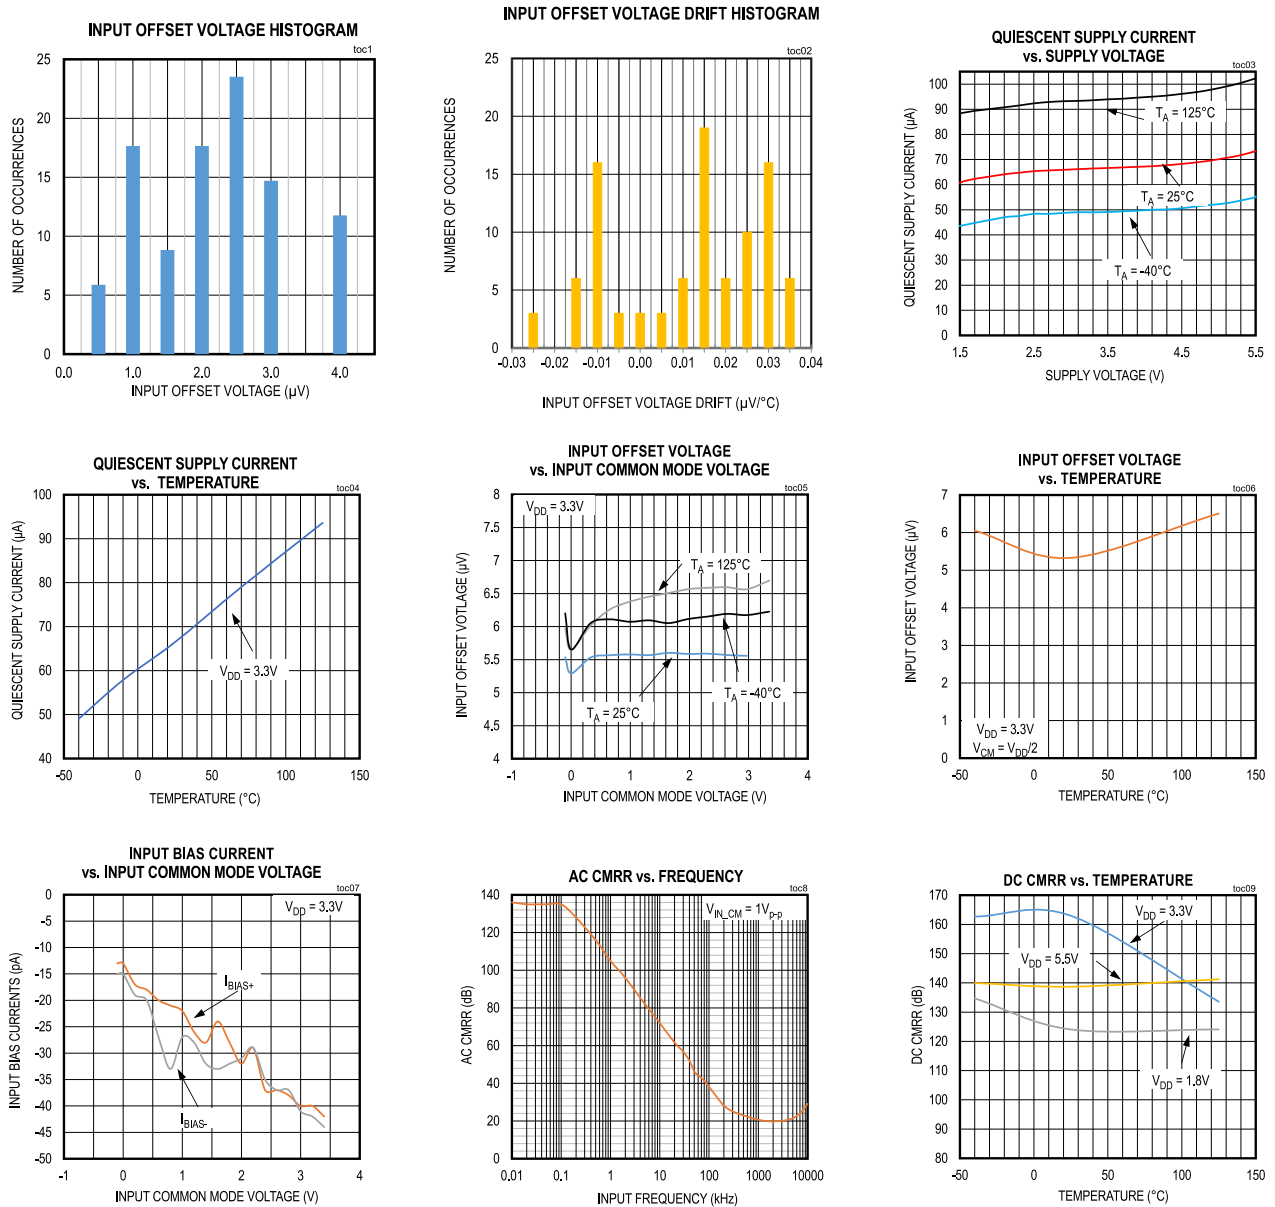 INPUT OFFSET VOLTAGE HISTOGRAM
toc1
25
20
15
10
5
0
NUMBER OF OCCURRENCES
0.0 1.0 2.0 3.0 4.0
INPUT OFFSET VOLTAGE (µV)
INPUT OFFSET VOLTAGE DRIFT HISTOGRAM
toc02
25
20
15
10
5
0
NUMBER OF OCCURRENCES
-0.03 -0.02 -0.01 0.00 0.01 0.02 0.03 0.04
INPUT OFFSET VOLTAGE DRIFT (µV/°C)
QUIESCENT SUPPLY CURRENT
vs. SUPPLY VOLTAGE
toc03
100
90
80
70
60
50
40
30
20
10
0
QUIESCENT SUPPLY CURRENT (µA)
TA = 125°C
TA = 25°C
TA = -40°C
1.5 2.5 3.5 4.5 5.5
SUPPLY VOLTAGE (V)
QUIESCENT SUPPLY CURRENT
vs. TEMPERATURE
toc04
100
90
80
70
60
50
40
QUIESCENT SUPPLY CURRENT (µA)
VDD = 3.3V
-50 0 50 100 150
TEMPERATURE (°C)
INPUT OFFSET VOLTAGE
vs. INPUT COMMON MODE VOLTAGE
toc05
8
7.5
7
6.5
6
5.5
5
4.5
4
INPUT OFFSET VOTLAGE (µV)
VDD = 3.3V
TA = 125°C
TA = -40°C
TA = 25°C
-1 0 1 2 3 4
INPUT COMMON MODE VOLTAGE (V)
INPUT OFFSET VOLTAGE
vs. TEMPERATURE
toc06
7
6
5
4
3
2
1
0
INPUT OFFSET VOLTAGE (µV)
VDD = 3.3V
VCM = VDD/2
-50 0 50 100 150
TEMPERATURE (°C)
INPUT BIAS CURRENT
vs. INPUT COMMON MODE VOLTAGE
toc07
0
-5
-10
-15
-20
-25
-30
-35
-40
-45
-50
INPUT BIAS CURRENTS (pA)
VDD = 3.3V
IBIAS+
IBIAS-
-1 0 1 2 3 4
INPUT COMMON MODE VOLTAGE (V)
AC CMRR vs. FREQUENCY
toc8
140
120
100
80
60
40
20
0
AC CMRR (dB)
VIN_CM = 1Vp-p
0.01 0.1 1 10 100 1000 10000
INPUT FREQUENCY (kHz)
DC CMRR vs. TEMPERATURE
toc09
170
160
150
140
130
120
110
100
90
80
DC CMRR (dB)
VDD = 3.3V
VDD = 5.5V
VDD = 1.8V
-50 0 50 100 150
TEMPERATURE (°C)